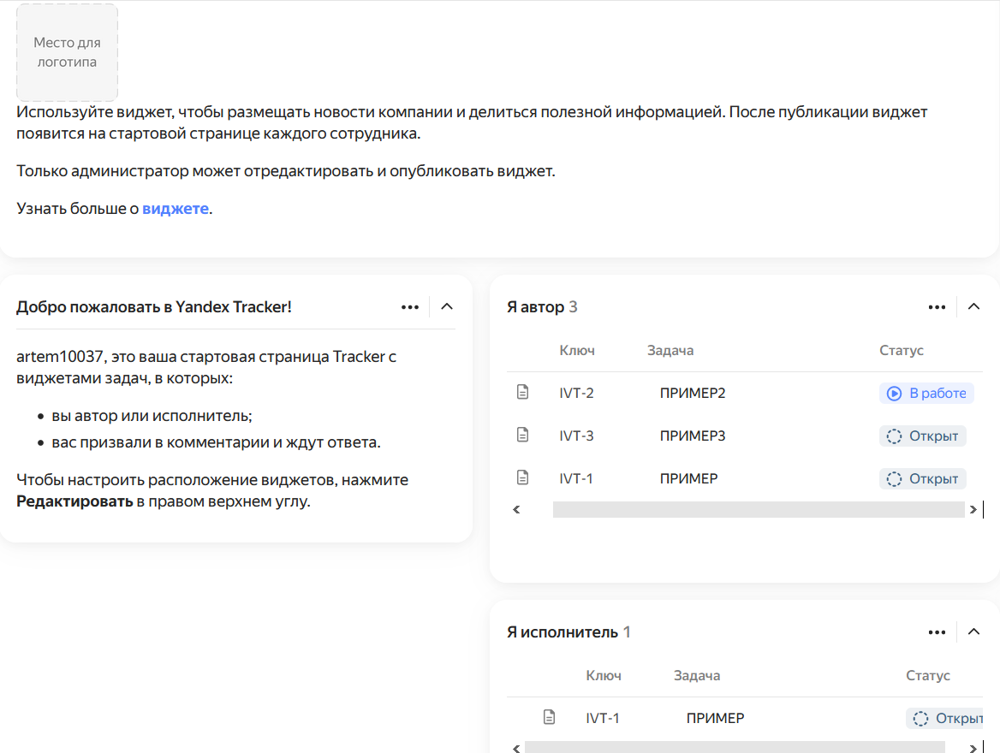 Место для
логотипа
Используйте виджет, чтобы размещать новости компании и делиться полезной информацией. После публикации виджет
появится на стартовой странице каждого сотрудника.
Только администратор может отредактировать и опубликовать виджет.
Узнать больше о виджете.
Добро пожаловать в Yandex Tracker!
artem10037, это ваша стартовая страница Tracker с
виджетами задач, в которых:
• вы автор или исполнитель;
• вас призвали в комментарии и ждут ответа.
Чтобы настроить расположение виджетов, нажмите
Редактировать в правом верхнем углу.
Я автор 3
Ключ Задача Статус
IVT-2 ПРИМЕР2 В работе
IVT-3 ПРИМЕР3 Открыт
IVT-1 ПРИМЕР Открыт
Я исполнитель 1
Ключ Задача Статус
IVT-1 ПРИМЕР Открыт